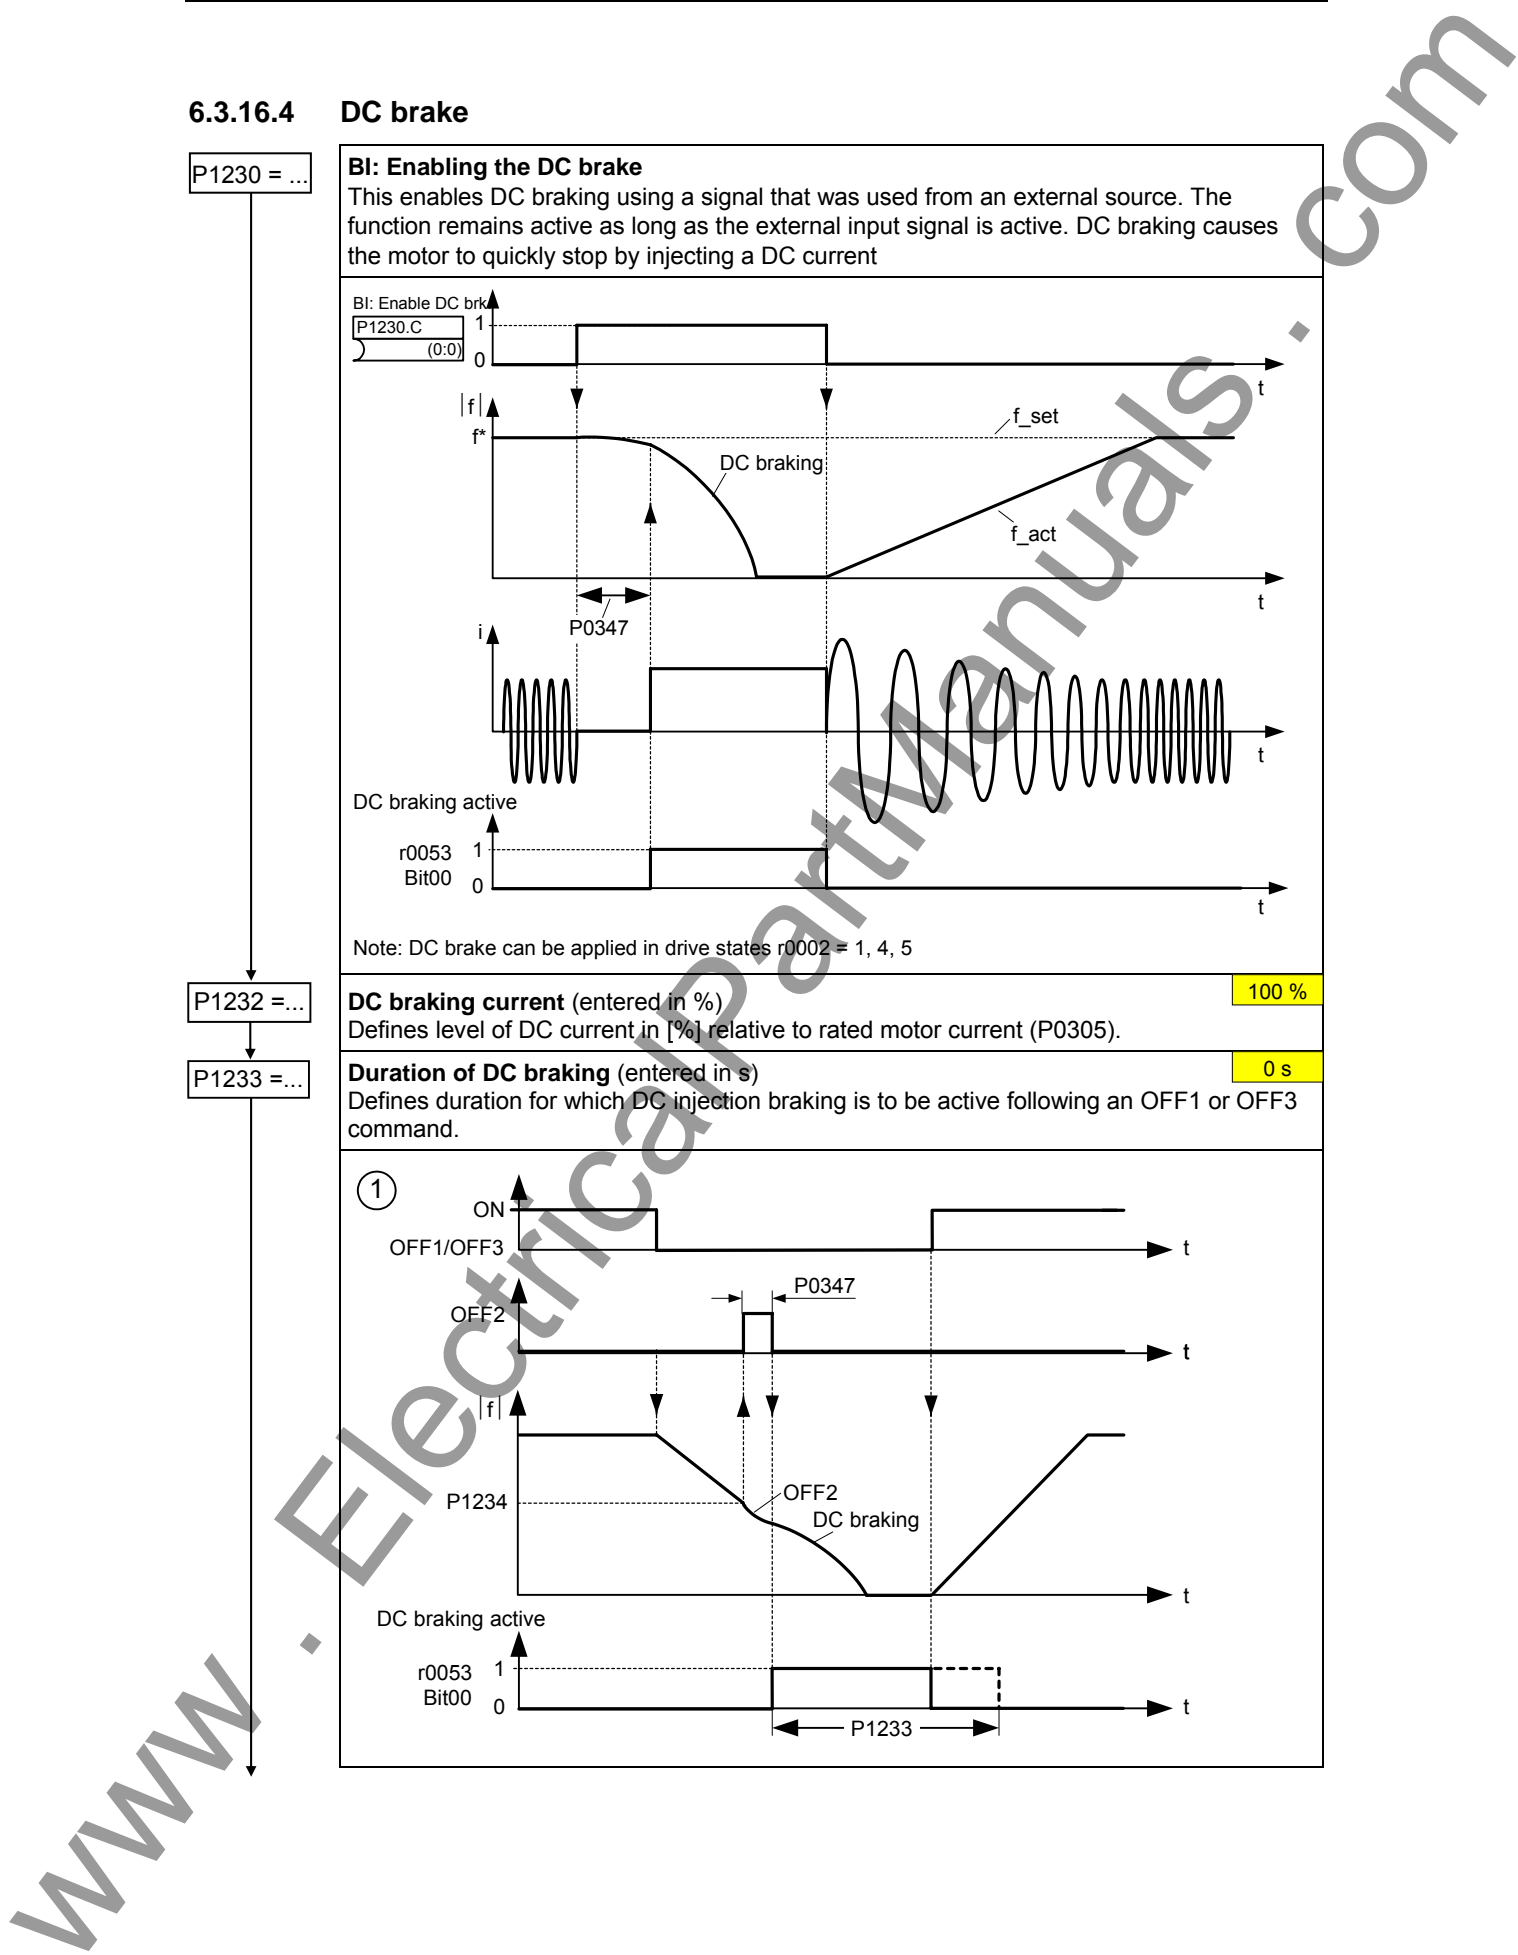 6.3.16.4 DC brake
P1230 = ...
BI: Enabling the DC brake
This enables DC braking using a signal that was used from an external source. The
function remains active as long as the external input signal is active. DC braking causes
the motor to quickly stop by injecting a DC current
BI: Enable DC brk.
P1230.C
(0:0)
1
0
t
|f|
f*
f_set
DC braking
f_act
t
P0347
i
t
DC braking active
r0053
Bit00
1
0
t
Note: DC brake can be applied in drive states r0002 = 1, 4, 5
P1232 =...
DC braking current (entered in %)
100 %
Defines level of DC current in [%] relative to rated motor current (P0305).
P1233 =...
Duration of DC braking (entered in s)
0 s
Defines duration for which DC injection braking is to be active following an OFF1 or OFF3
command.
1
ON
OFF1/OFF3
t
P0347
OFF2
t
|f|
P1234
OFF2
DC braking
t
DC braking active
r0053
Bit00
1
0
t
P1233
www.ElectricalPartManuals.com